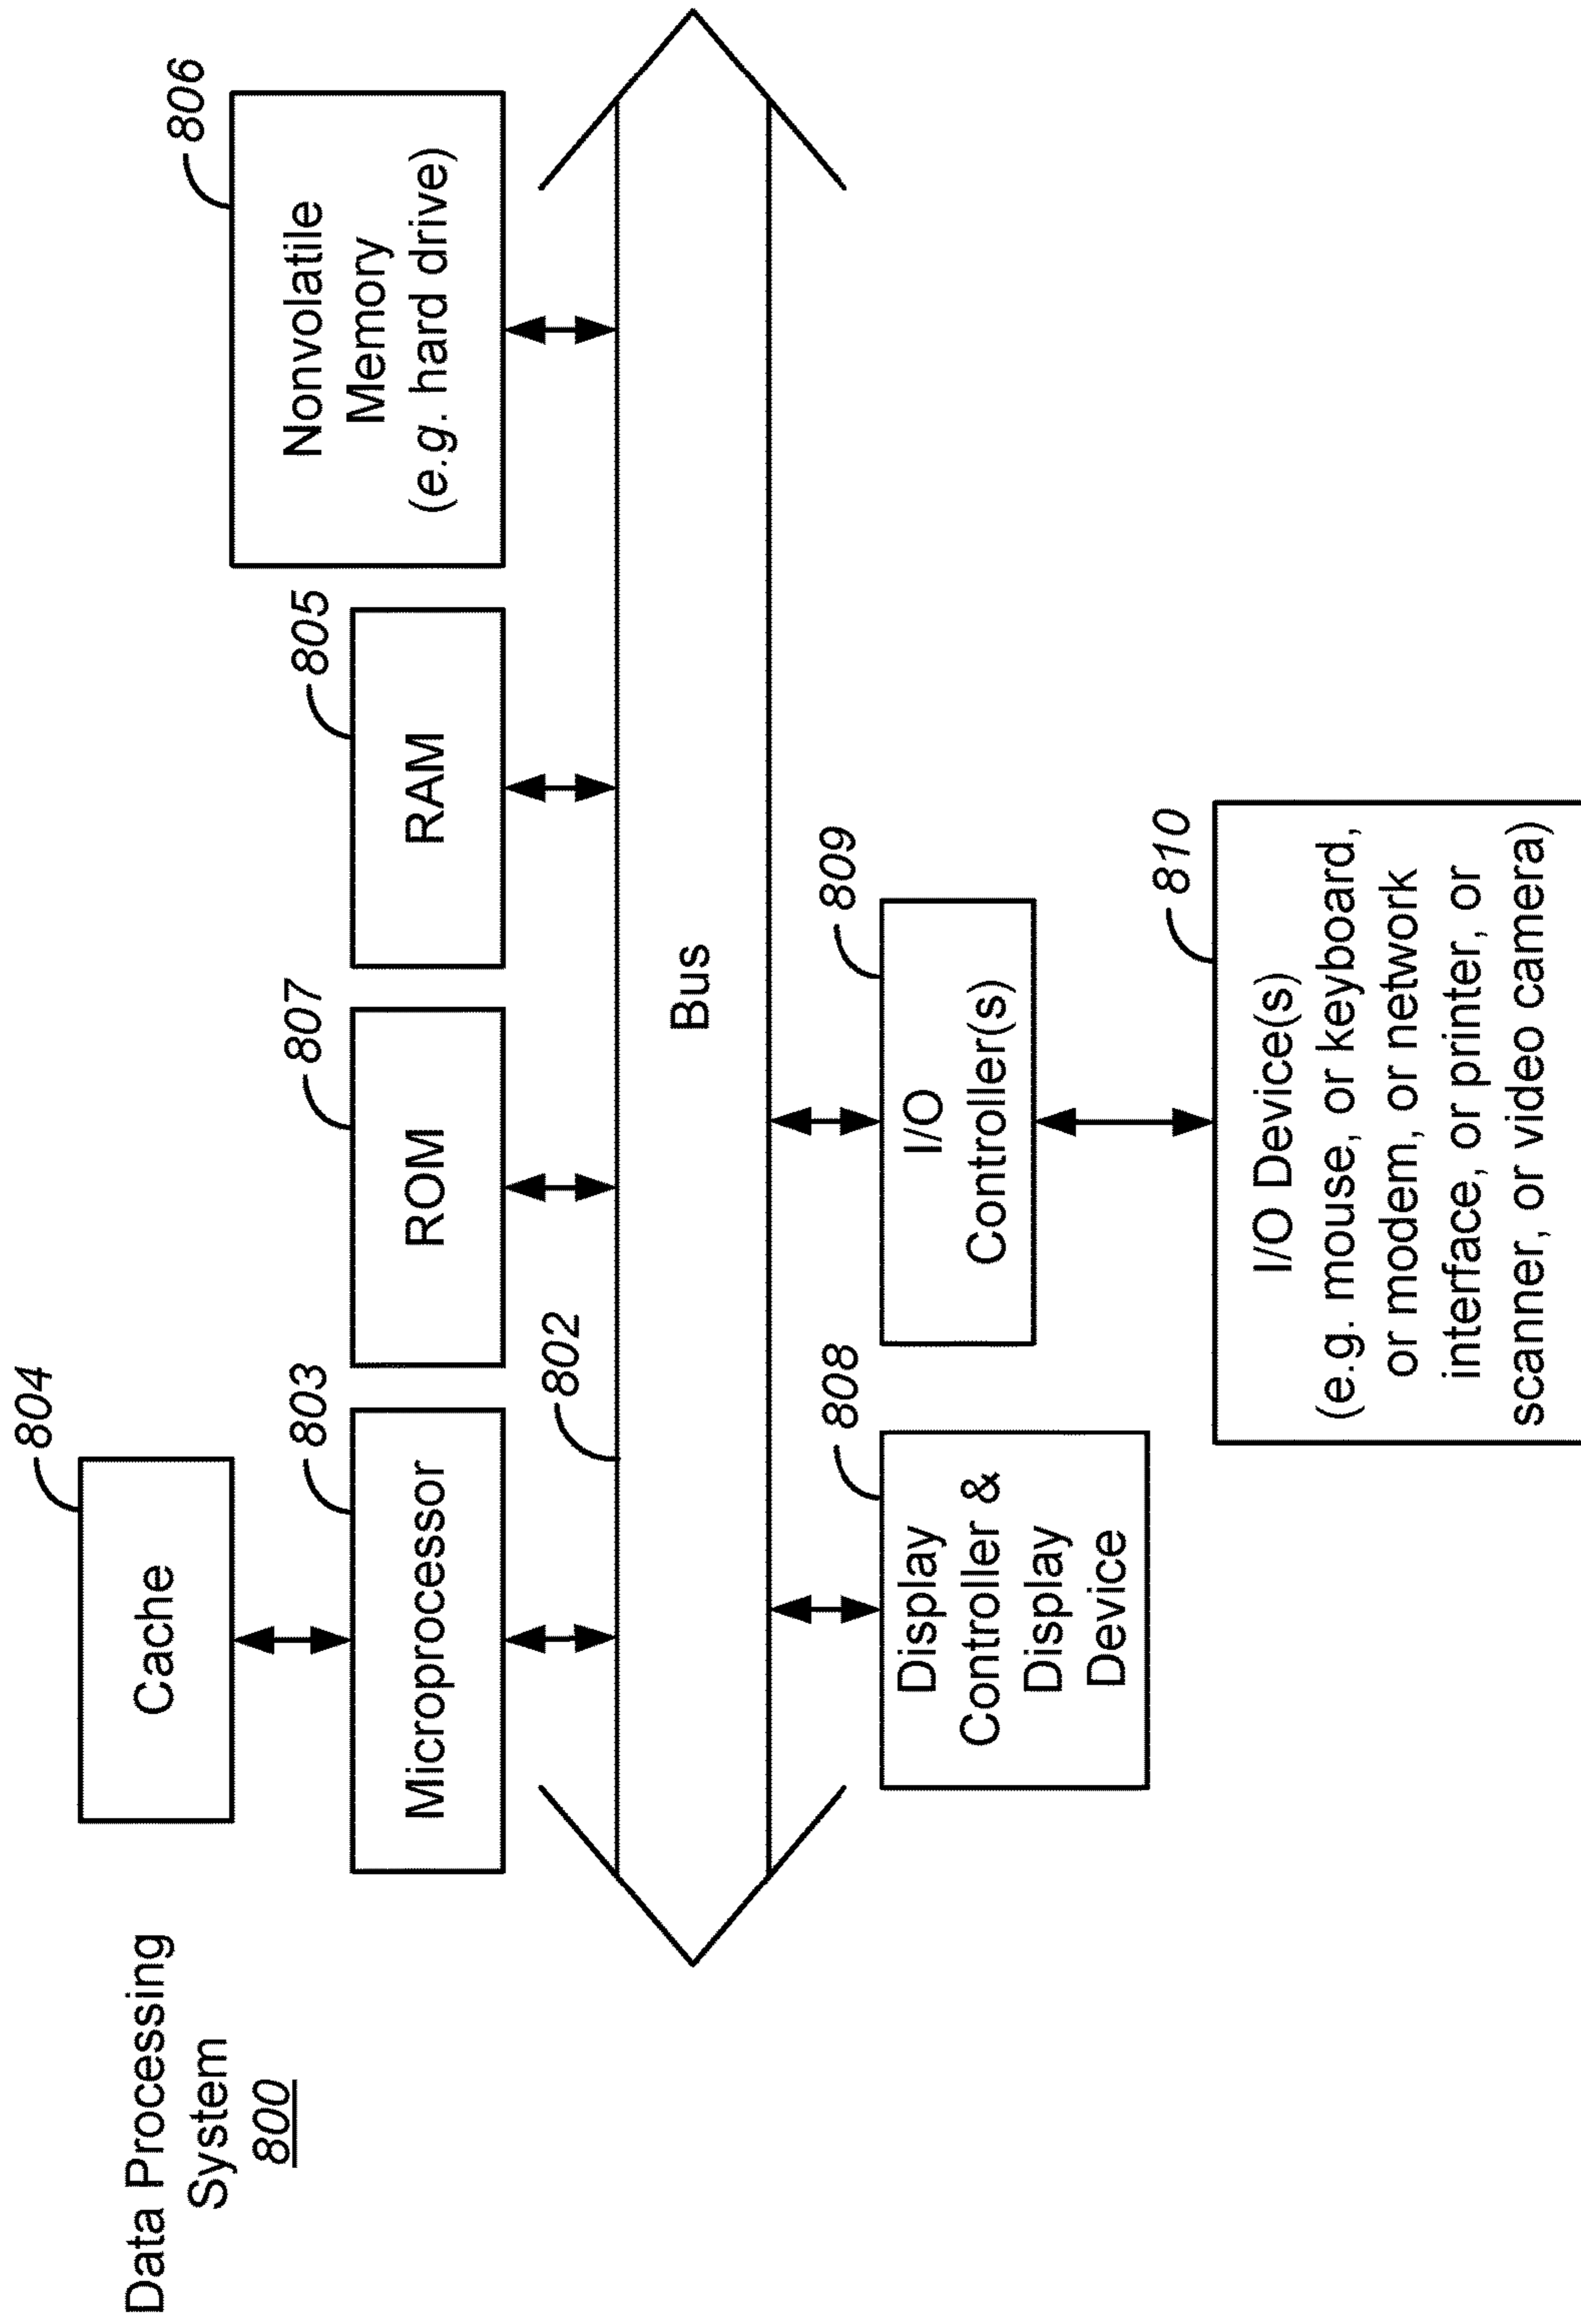 Data Processing
System
800
804
Cache
803
Microprocessor
807
ROM
805
RAM
806
Nonvolatile
Memory
(e.g. hard drive)
802
Bus
808
Display
Controller &
Display
Device
809
I/O
Controller(s)
810
I/O Device(s)
(e.g. mouse, or keyboard,
or modem, or network
interface, or printer, or
scanner, or video camera)